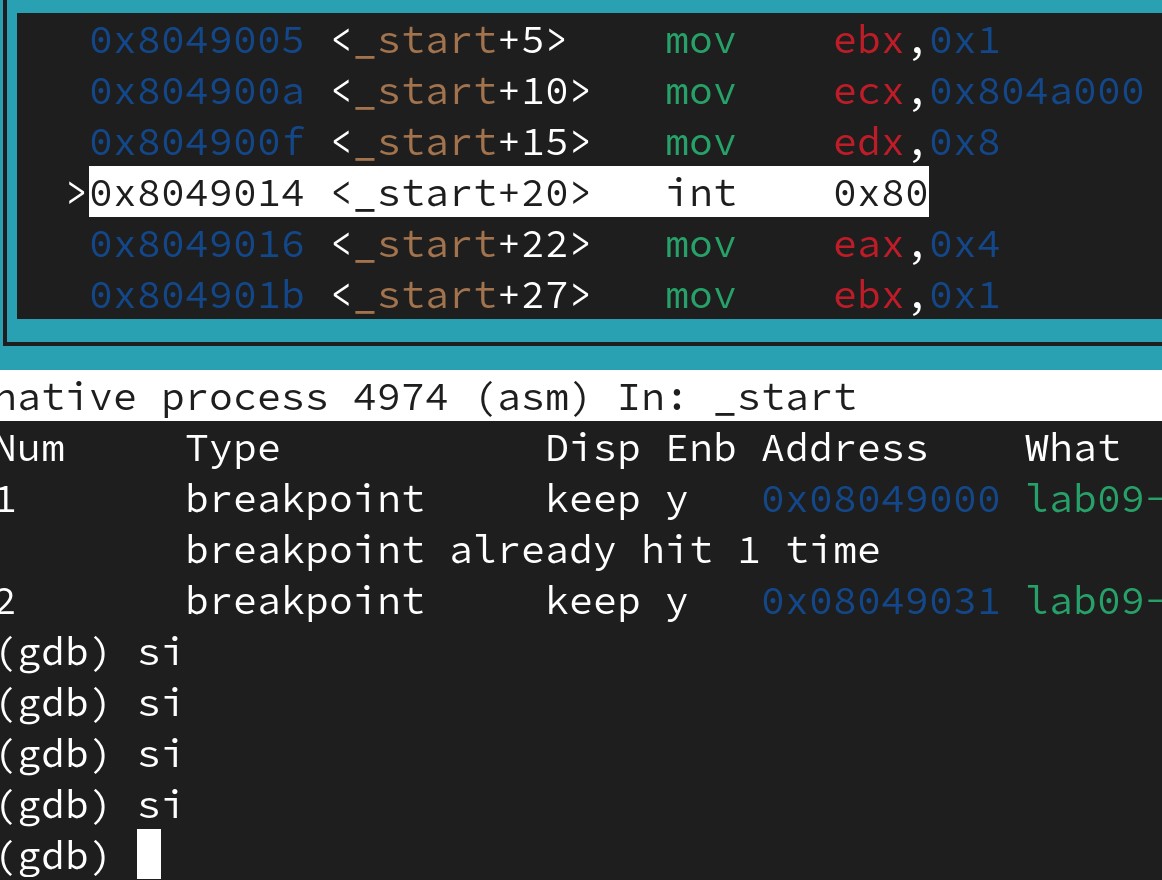 0x8049005 <_start+5> mov ebx,0x1
0x804900a <_start+10> mov ecx,0x804a000
0x804900f <_start+15> mov edx,0x8
>0x8049014 <_start+20> int 0x80
0x8049016 <_start+22> mov eax,0x4
0x804901b <_start+27> mov ebx,0x1
native process 4974 (asm) In: _start
Num Type Disp Enb Address What
1 breakpoint keep y 0x08049000 lab09-
breakpoint already hit 1 time
2 breakpoint keep y 0x08049031 lab09-
(gdb) si
(gdb) si
(gdb) si
(gdb) si
(gdb)